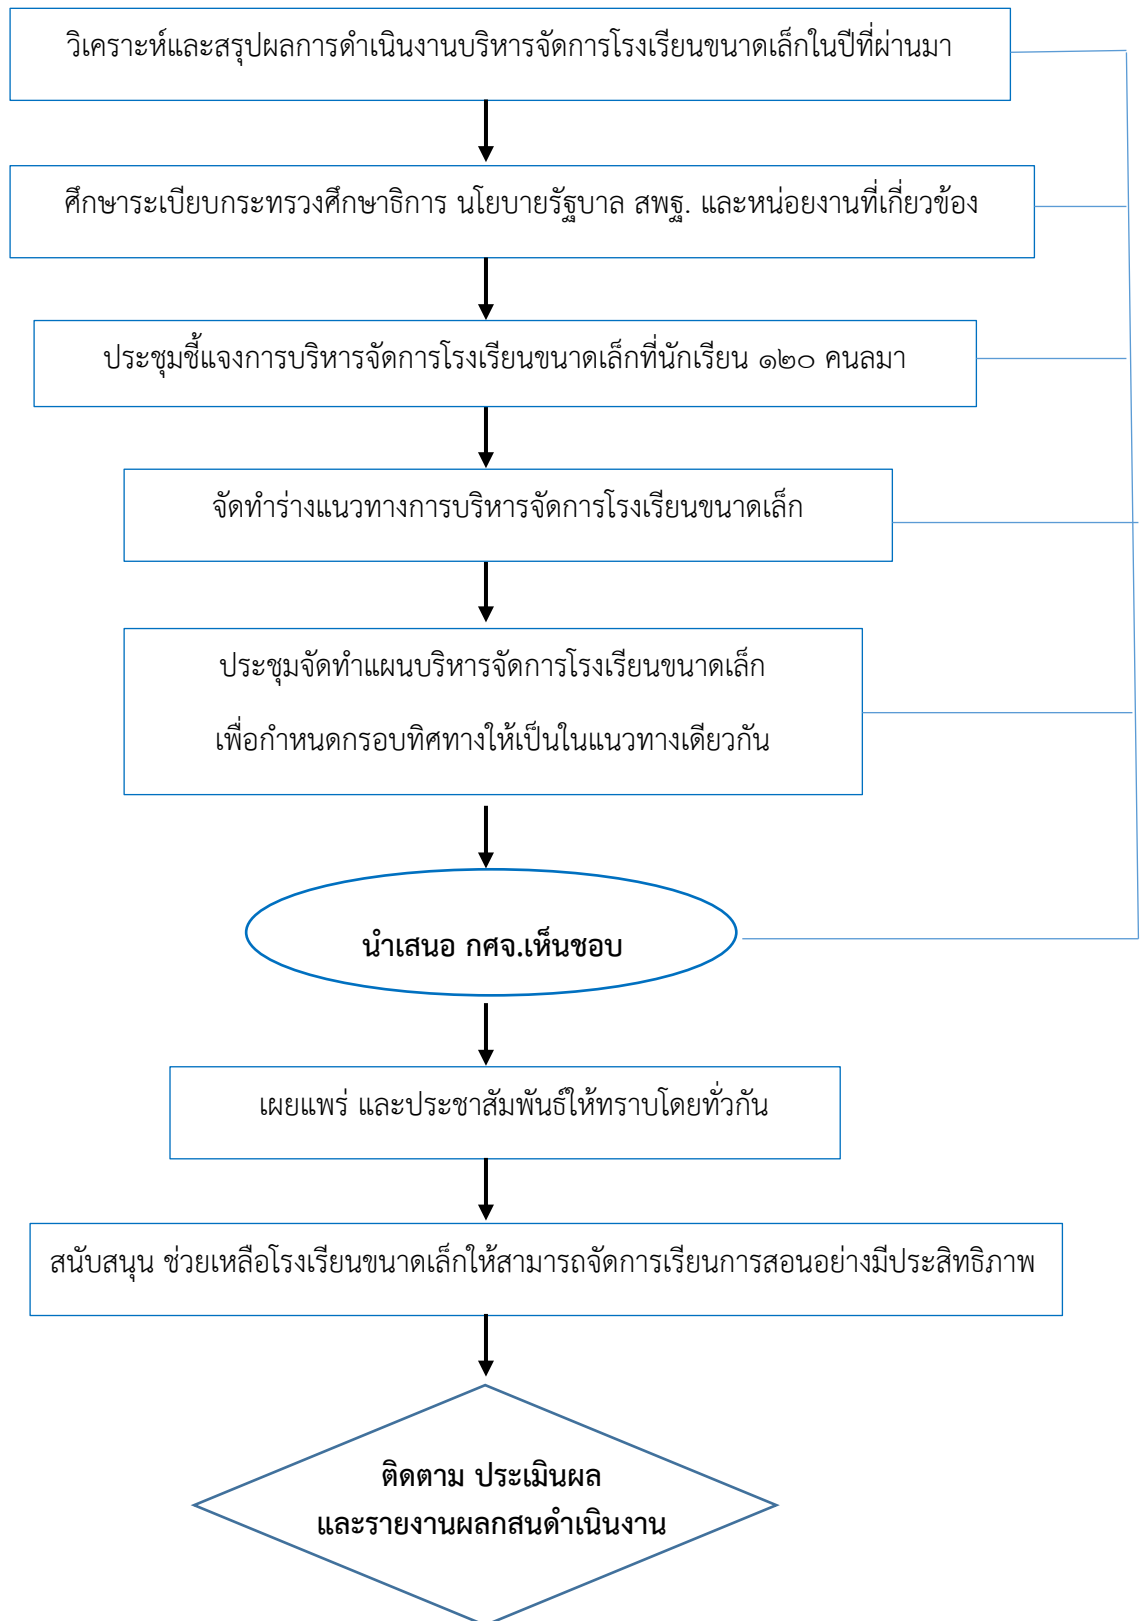 วิเคราะห์และสรุปผลการดำเนินงานบริหารจัดการโรงเรียนขนาดเล็กในปีที่ผ่านมา
ศึกษาระเบียบกระทรวงศึกษาธิการ นโยบายรัฐบาล สพฐ. และหน่อยงานที่เกี่ยวข้อง
ประชุมชี้แจงการบริหารจัดการโรงเรียนขนาดเล็กที่นักเรียน ๑๒๐ คนลมา
จัดทำร่างแนวทางการบริหารจัดการโรงเรียนขนาดเล็ก
ประชุมจัดทำแผนบริหารจัดการโรงเรียนขนาดเล็ก
เพื่อกำหนดกรอบทิศทางให้เป็นในแนวทางเดียวกัน
นำเสนอ กศจ.เห็นชอบ
เผยแพร่ และประชาสัมพันธ์ให้ทราบโดยทั่วกัน
สนับสนุน ช่วยเหลือโรงเรียนขนาดเล็กให้สามารถจัดการเรียนการสอนอย่างมีประสิทธิภาพ
ติดตาม ประเมินผล
และรายงานผลกสนดำเนินงาน